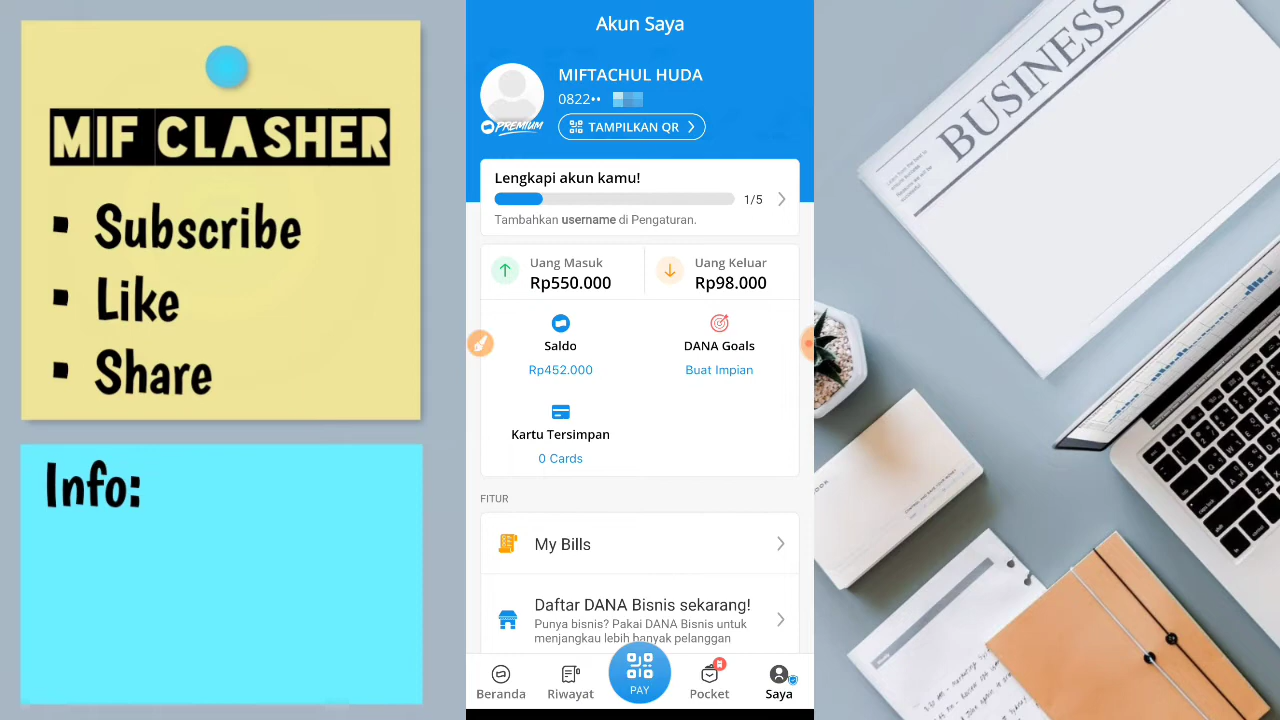 MIF CLASHER
▪ Subscribe
▪ Like
▪ Share
Info:
Akun Saya
MIFTACHUL HUDA
0822••
PREMIUM
TAMPILKAN QR
Lengkapi akun kamu!
1/5
Tambahkan username di Pengaturan.
Uang Masuk
Rp550.000
Uang Keluar
Rp98.000
Saldo
Rp452.000
DANA Goals
Buat Impian
Kartu Tersimpan
0 Cards
FITUR
My Bills
Daftar DANA Bisnis sekarang!
Punya bisnis? Pakai DANA Bisnis untuk
menjangkau lebih banyak pelanggan
Beranda
Riwayat
PAY
Pocket
Saya
BUSINESS